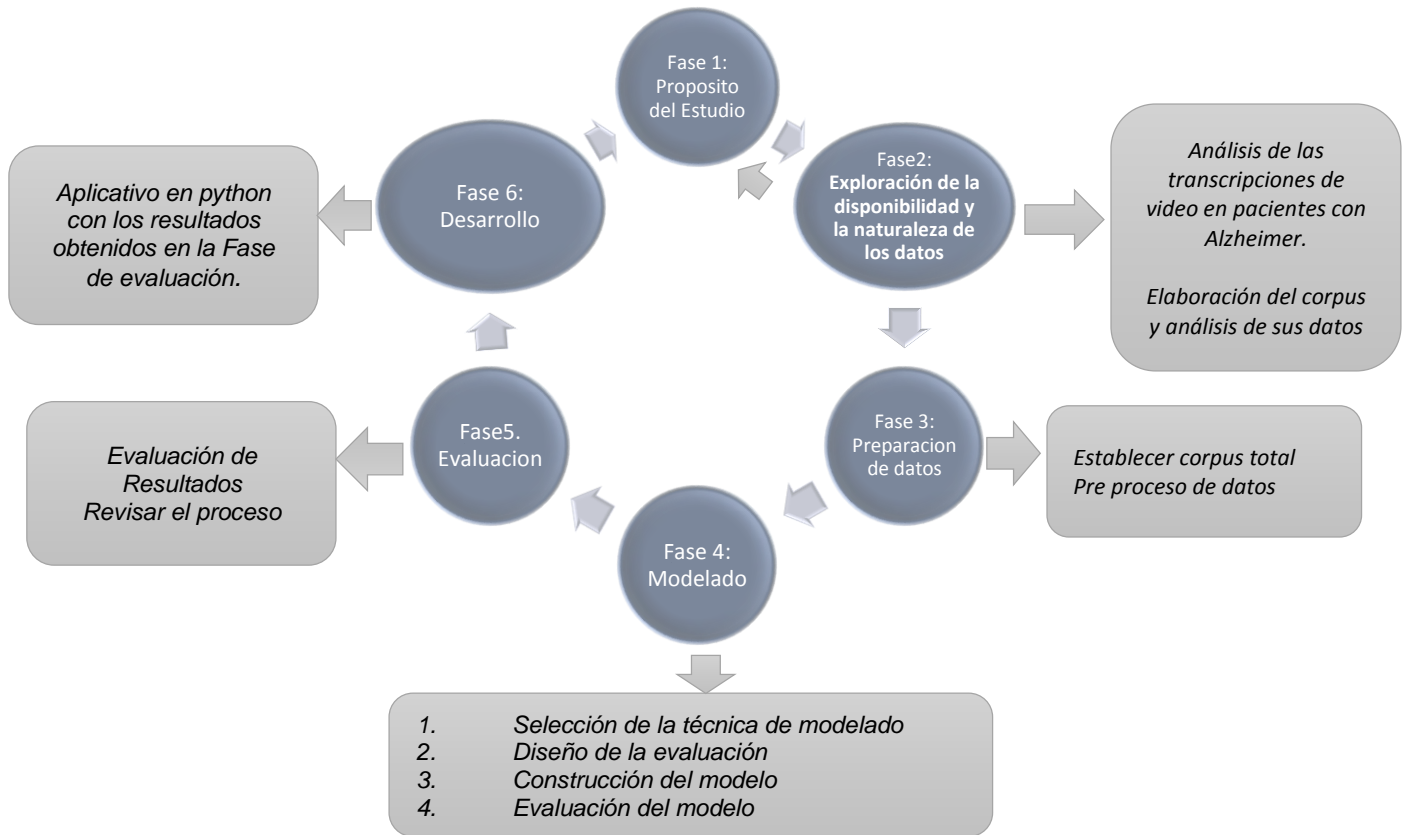 Fase 1:
Proposito
del Estudio
Fase2:
Exploración de la
disponibilidad y
la naturaleza de
los datos
Análisis de las
transcripciones de
video en pacientes con
Alzheimer.
Elaboración del corpus
y análisis de sus datos
Fase 3:
Preparacion
de datos
Establecer corpus total
Pre proceso de datos
Fase 4:
Modelado
1. Selección de la técnica de modelado
2. Diseño de la evaluación
3. Construcción del modelo
4. Evaluación del modelo
Fase5.
Evaluacion
Evaluación de
Resultados
Revisar el proceso
Fase 6:
Desarrollo
Aplicativo en python
con los resultados
obtenidos en la Fase
de evaluación.